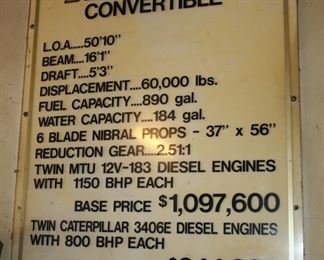 CONVERTIBLE
L.O.A.....50'10"
BEAM....16'1"
DRAFT....5'3"
DISPLACEMENT....60,000 lbs.
FUEL CAPACITY....890 gal.
WATER CAPACITY....184 gal.
6 BLADE NIBRAL PROPS - 37" x 56"
REDUCTION GEAR....2.51:1
TWIN MTU 12V-183 DIESEL ENGINES
WITH 1150 BHP EACH
BASE PRICE $1,097,600
TWIN CATERPILLAR 3406E DIESEL ENGINES
WITH 800 BHP EACH